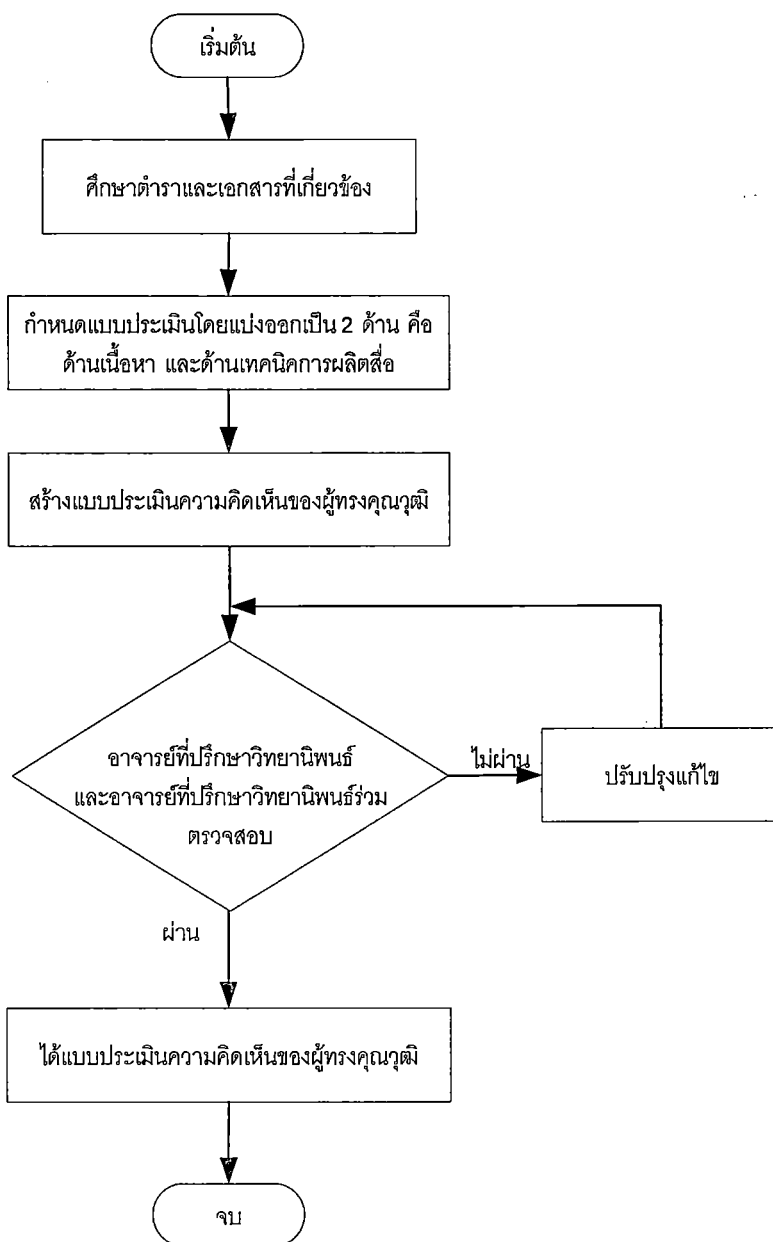 เริ่มต้น
ศึกษาตำราและเอกสารที่เกี่ยวข้อง
กำหนดแบบประเมินโดยแบ่งออกเป็น 2 ด้าน คือ
ด้านเนื้อหา และด้านเทคนิคการผลิตสื่อ
สร้างแบบประเมินความคิดเห็นของผู้ทรงคุณวุฒิ
อาจารย์ที่ปรึกษาวิทยานิพนธ์
และอาจารย์ที่ปรึกษาวิทยานิพนธ์ร่วม
ตรวจสอบ
ไม่ผ่าน
ปรับปรุงแก้ไข
ผ่าน
ได้แบบประเมินความคิดเห็นของผู้ทรงคุณวุฒิ
จบ